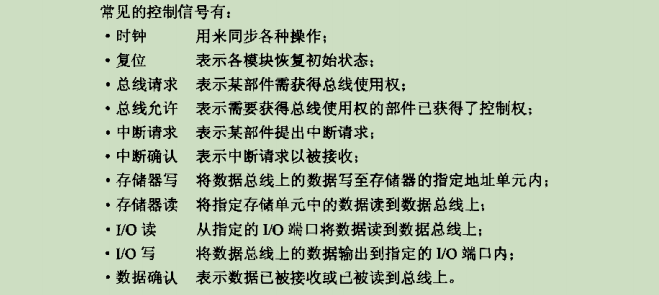 常见的控制信号有：
·时钟 用米同步各种操作；
·复位 表示各模块恢复初始状态；
·总线请求 表示某部件需获得总线使用权；
·总线允许 表示需要获得总线使用权的部件已获得了控制权；
·中断请求 表示某部件提出中断请求；
·中断确认 表示中断请求以被接收；
·存储器写 将数据总线上的数据写至存储器的指定地址单元内；
·存储器读 将指定存储单元中的数据读到数据总线上；
·I/O 读 从指定的 I/O 端口将数据读到数据总线上；
·I/O 写 将数据总线上的数据输出到指定的 I/O 端口内；
·数据确认 表示数据已被接收或已被读到总线上。